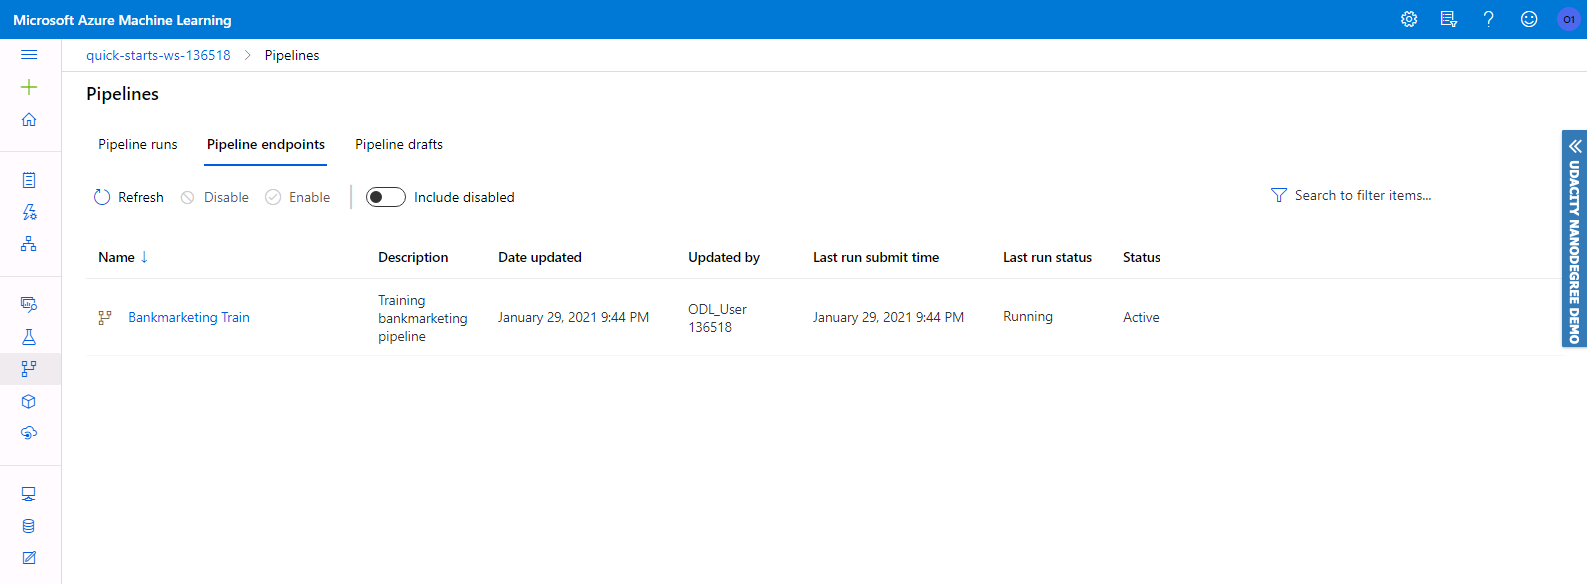 Microsoft Azure Machine Learning
O1
quick-starts-ws-136518 > Pipelines
Pipelines
Pipeline runs Pipeline endpoints Pipeline drafts
Refresh Disable Enable Include disabled Search to filter items...
Name ↓ Description Date updated Updated by Last run submit time Last run status Status
Bankmarketing Train
Training
bankmarketing
pipeline
January 29, 2021 9:44 PM
ODL_User
136518
January 29, 2021 9:44 PM
Running
Active
UDACITY NANODEGREE DEMO